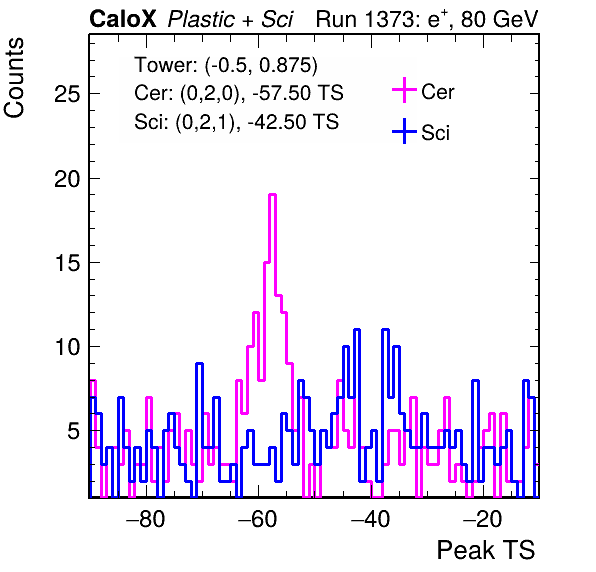 CaloX Plastic + Sci Run 1373: e+, 80 GeV
Tower: (-0.5, 0.875)
Cer: (0,2,0), -57.50 TS
Sci: (0,2,1), -42.50 TS
Cer
Sci
Counts
25
20
15
10
5
−80 −60 −40 −20
Peak TS